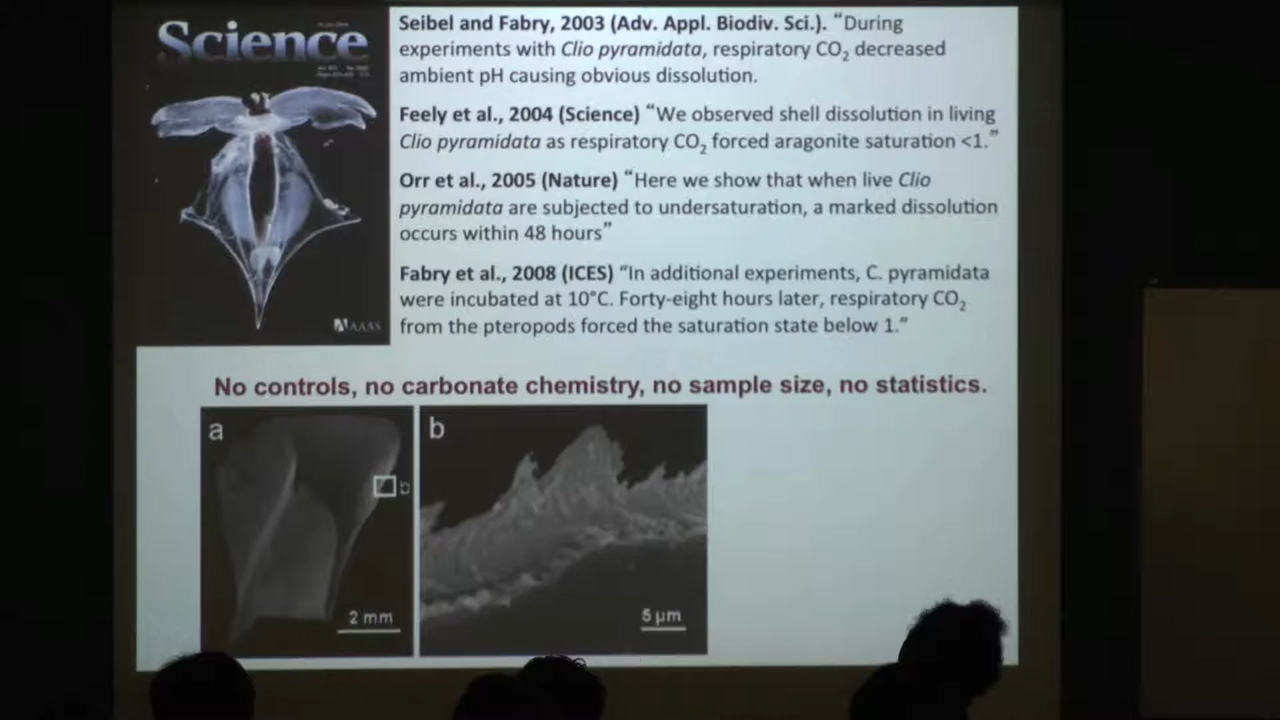 Science
Seibel and Fabry, 2003 (Adv. Appl. Biodiv. Sci.). “During
experiments with Clio pyramidata, respiratory CO₂ decreased
ambient pH causing obvious dissolution.
Feely et al., 2004 (Science) “We observed shell dissolution in living
Clio pyramidata as respiratory CO₂ forced aragonite saturation <1.”
Orr et al., 2005 (Nature) “Here we show that when live Clio
pyramidata are subjected to undersaturation, a marked dissolution
occurs within 48 hours”
Fabry et al., 2008 (ICES) “In additional experiments, C. pyramidata
were incubated at 10°C. Forty-eight hours later, respiratory CO₂
from the pteropods forced the saturation state below 1.”
AAAS
No controls, no carbonate chemistry, no sample size, no statistics.
a
b
b
2 mm
5 µm